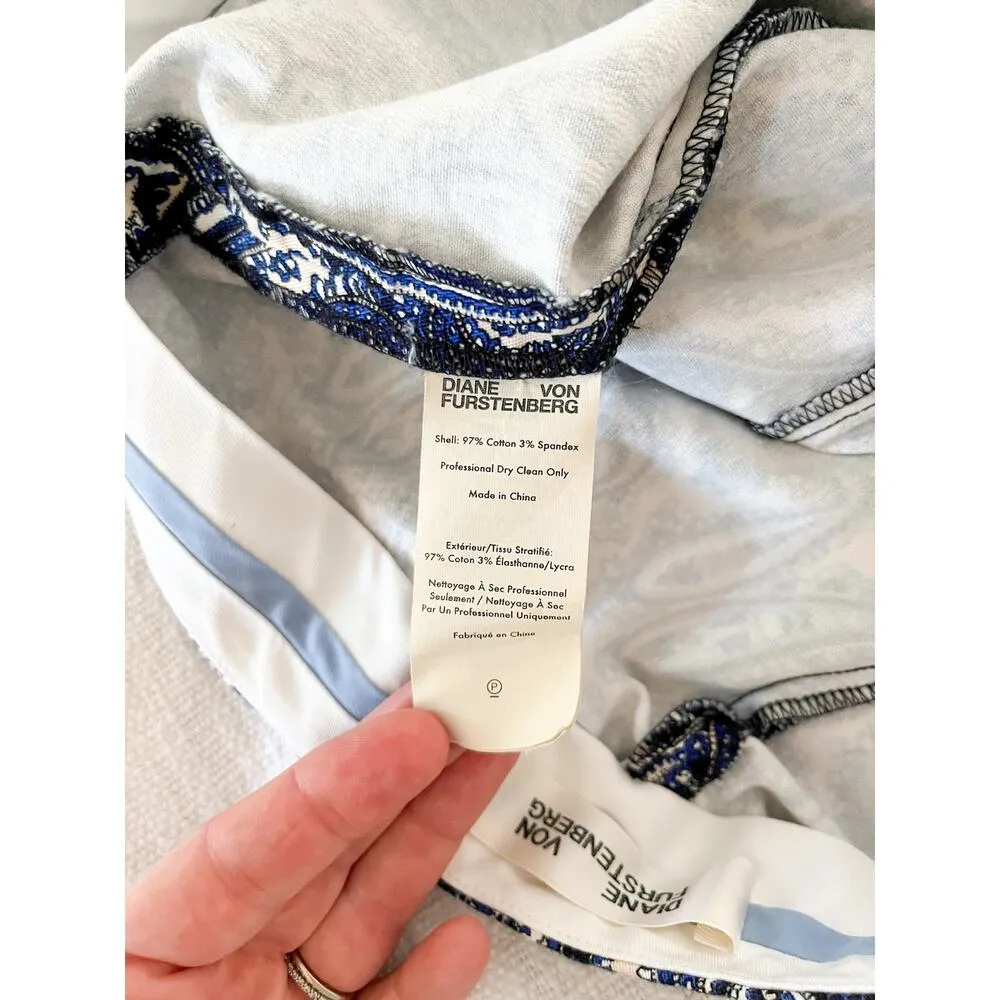 DIANE VON
FURSTENBERG
Shell: 97% Cotton 3% Spandex
Professional Dry Clean Only
Made in China
Extérieur/Tissu Stratifié:
97% Coton 3% Élasthanne/Lycra
Nettoyage À Sec Professionnel
Seulement / Nettoyage À Sec
Par Un Professionnel Uniquement
Fabriqué en Chine
P
DIANE VON
FURSTENBERG